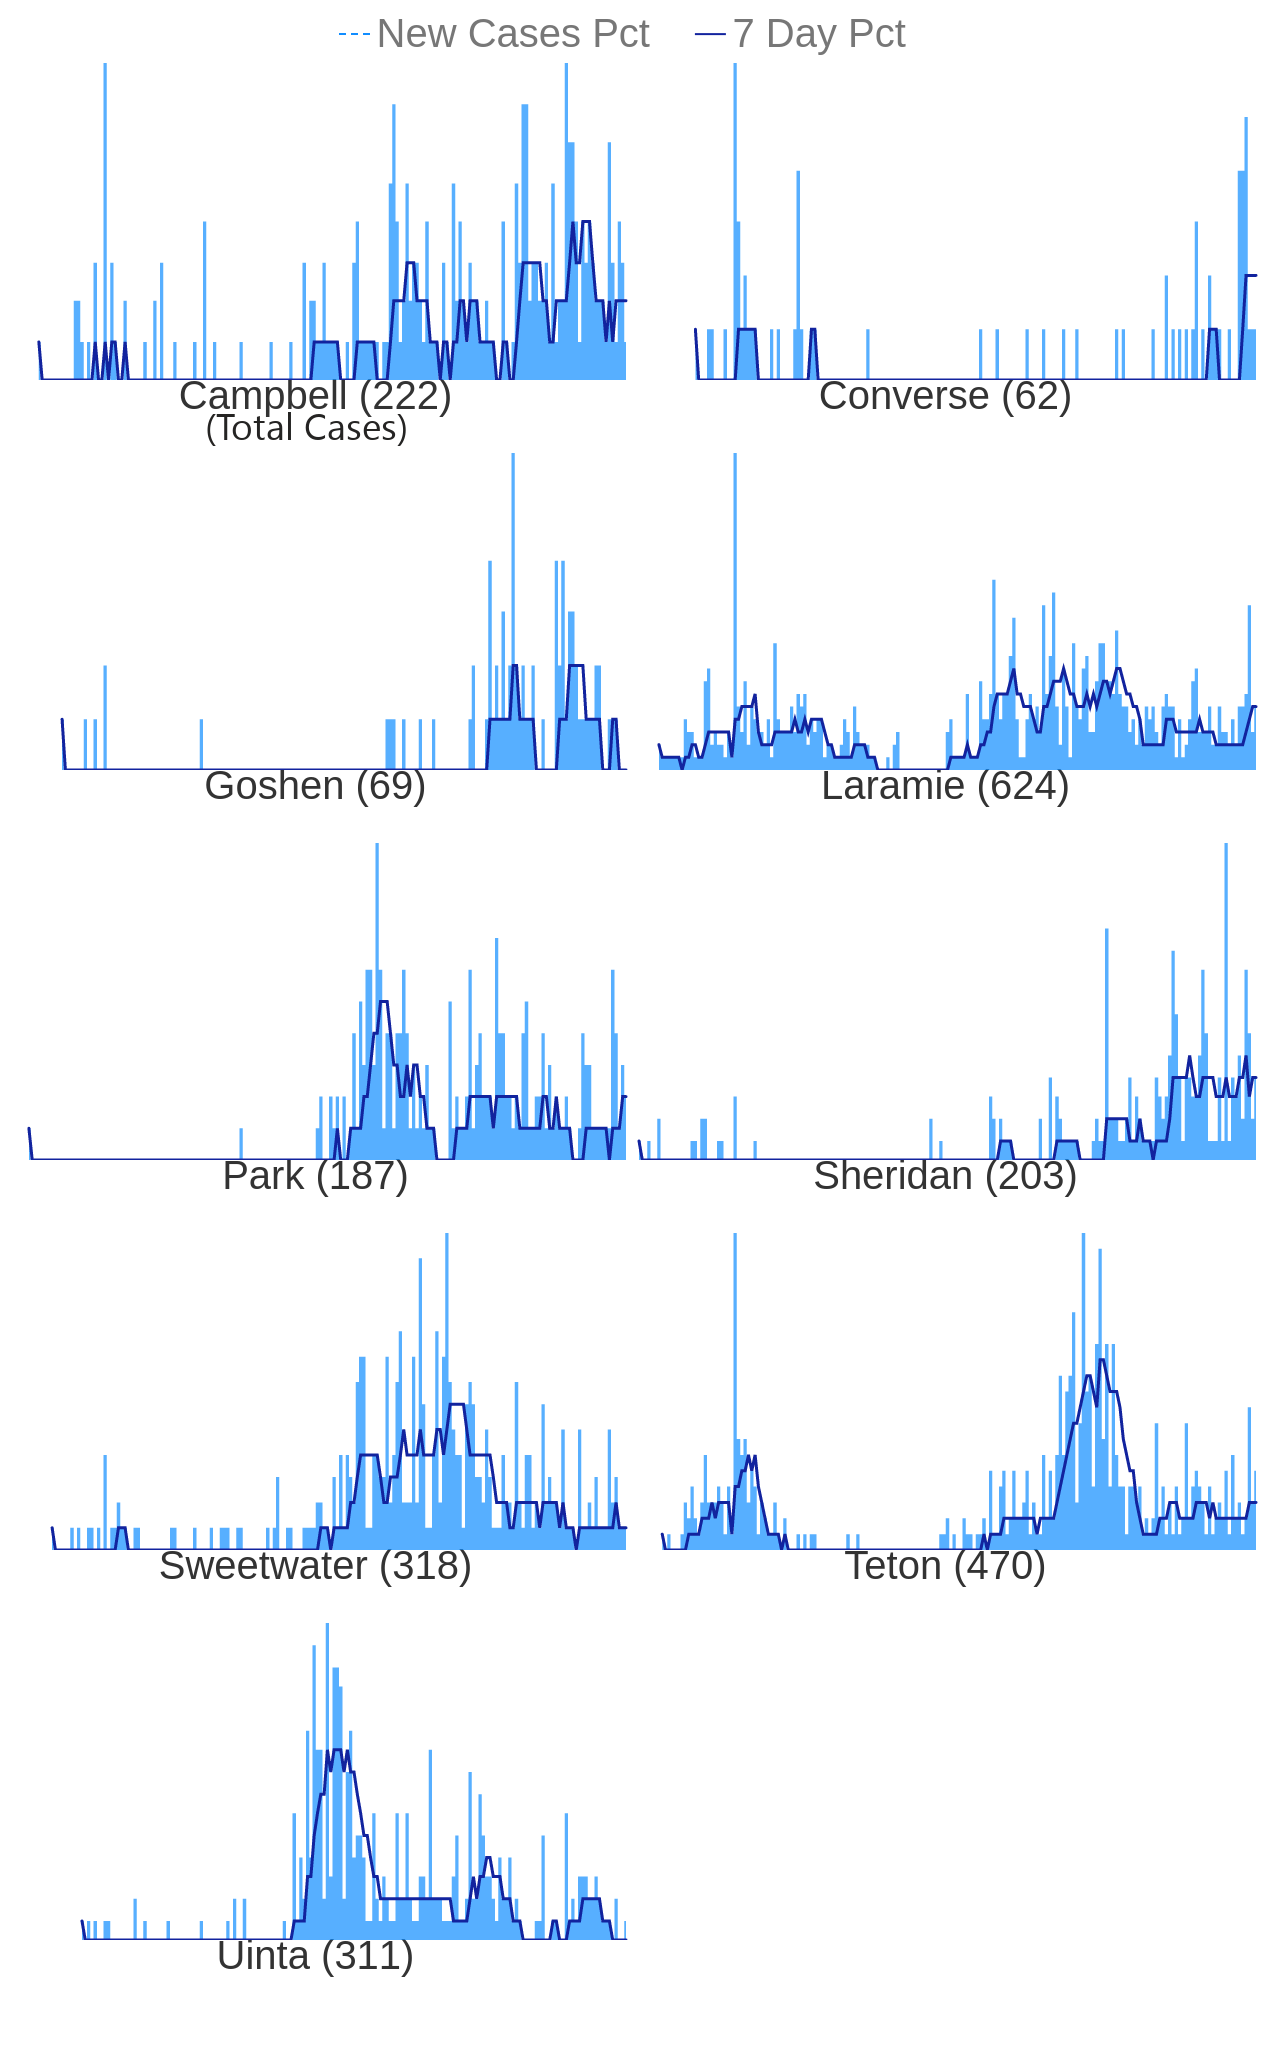 New Cases Pct 7 Day Pct
Campbell (222) Converse (62)
(Total Cases)
Goshen (69) Laramie (624)
Park (187) Sheridan (203)
Sweetwater (318) Teton (470)
Uinta (311)